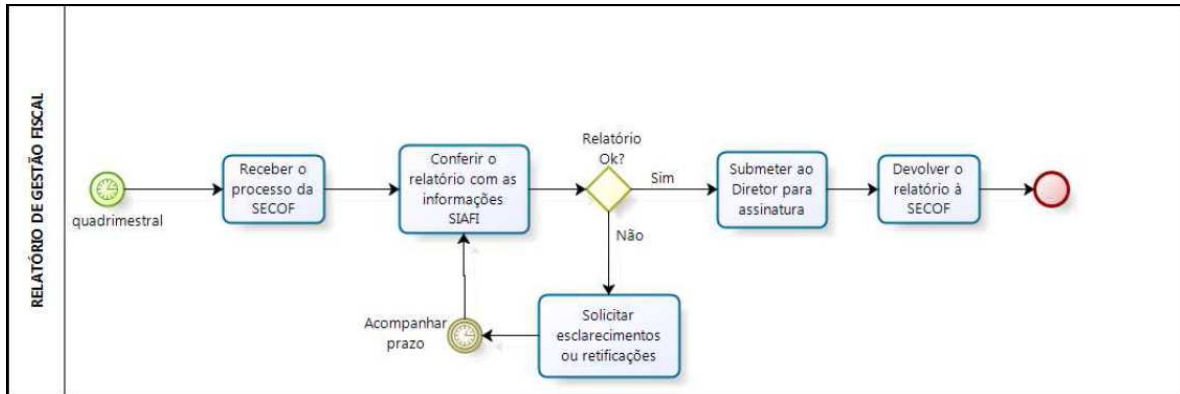 RELATÓRIO DE GESTÃO FISCAL
quadrimestral
Receber o
processo da
SECOF
Conferir o
relatório com as
informações
SIAFI
Relatório
Ok?
Sim
Não
Submeter ao
Diretor para
assinatura
Devolver o
relatório à
SECOF
Solicitar
esclarecimentos
ou retificações
Acompanhar
prazo